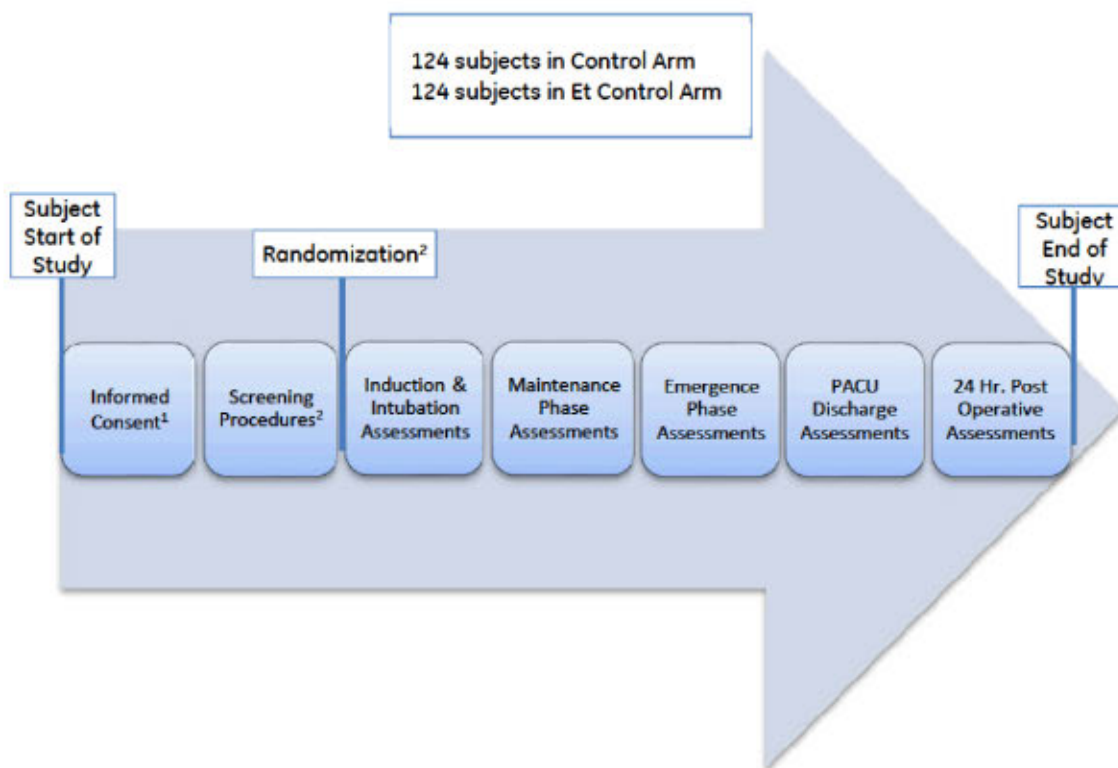 124 subjects in Control Arm
124 subjects in Et Control Arm
Subject
Start of
Study
Randomization²
Subject
End of
Study
Informed
Consent¹
Screening
Procedures²
Induction &
Intubation
Assessments
Maintenance
Phase
Assessments
Emergence
Phase
Assessments
PACU
Discharge
Assessments
24 Hr. Post
Operative
Assessments